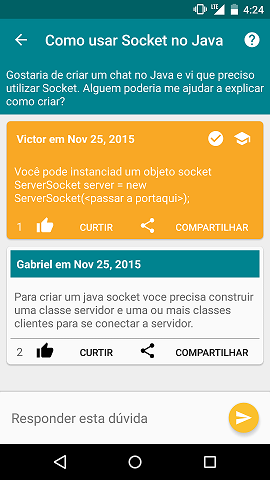 LTE 4:24
Como usar Socket no Java ?
Gostaria de criar um chat no Java e vi que preciso
utilizar Socket. Alguem poderia me ajudar a explicar
como criar?
Victor em Nov 25, 2015
Você pode instanciad um objeto socket
ServerSocket server = new
ServerSocket(<passar a portaqui>);
1 CURTIR COMPARTILHAR
Gabriel em Nov 25, 2015
Para criar um java socket voce precisa construir
uma classe servidor e uma ou mais classes
clientes para se conectar a servidor.
2 CURTIR COMPARTILHAR
Responder esta dúvida